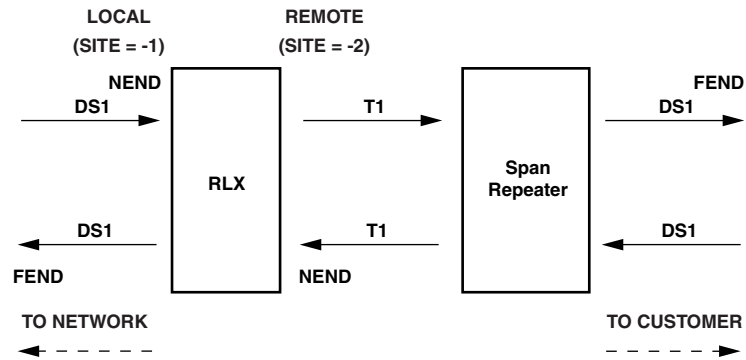 LOCAL
(SITE = -1)
REMOTE
(SITE = -2)
NEND
FEND
DS1
T1
DS1
RLX
Span
Repeater
DS1
T1
DS1
FEND
NEND
TO NETWORK
TO CUSTOMER